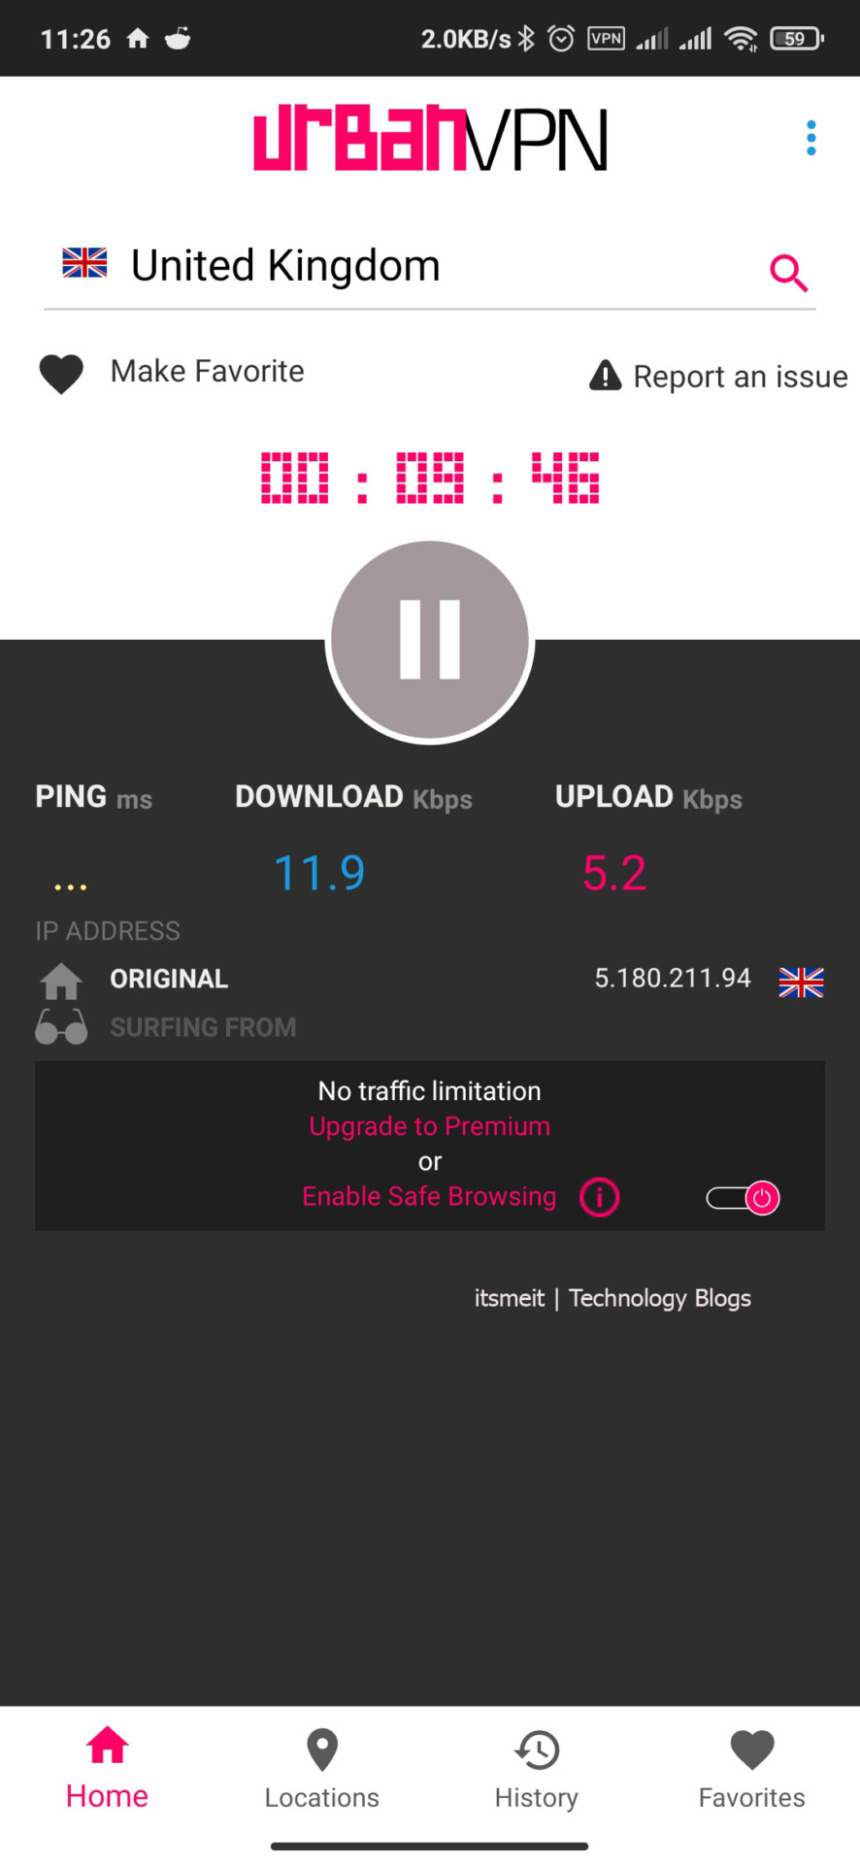 11:26 2.0KB/s VPN 59
urBan VPN
United Kingdom
Make Favorite Report an issue
00 : 09 : 46
PING ms DOWNLOAD Kbps UPLOAD Kbps
... 11.9 5.2
IP ADDRESS
ORIGINAL 5.180.211.94
SURFING FROM
No traffic limitation
Upgrade to Premium
or
Enable Safe Browsing
itsmeit | Technology Blogs
Home Locations History Favorites